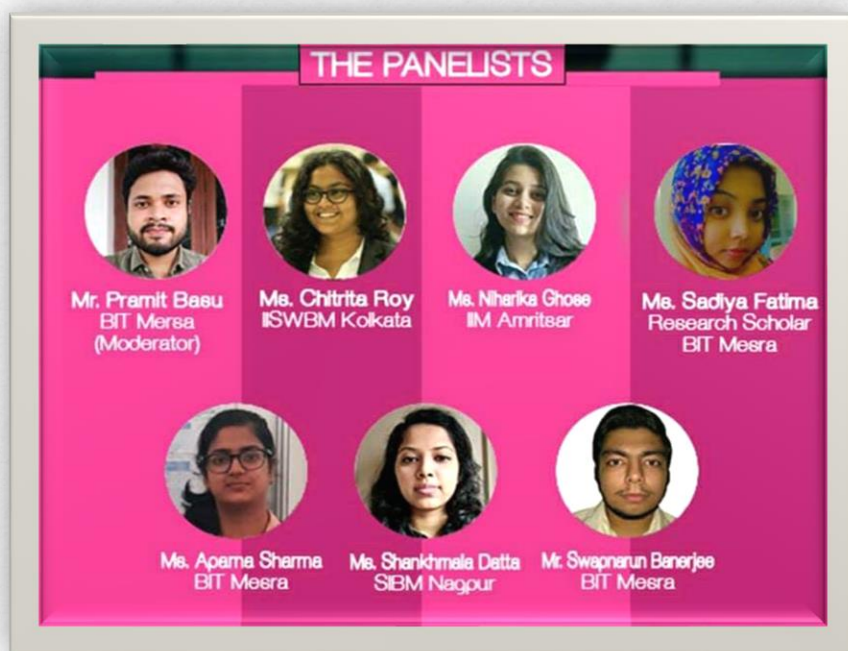 THE PANELISTS
Mr. Pramit Basu
BIT Mersa
(Moderator)
Ms. Chitrita Roy
IISWBM Kolkata
Ms. Niharika Ghose
IIM Amritsar
Ms. Sadiya Fatima
Research Scholar
BIT Mesra
Ms. Aparna Sharma
BIT Mesra
Ms. Shankhmala Datta
SIBM Nagpur
Mr. Swapnarun Banerjee
BIT Mesra